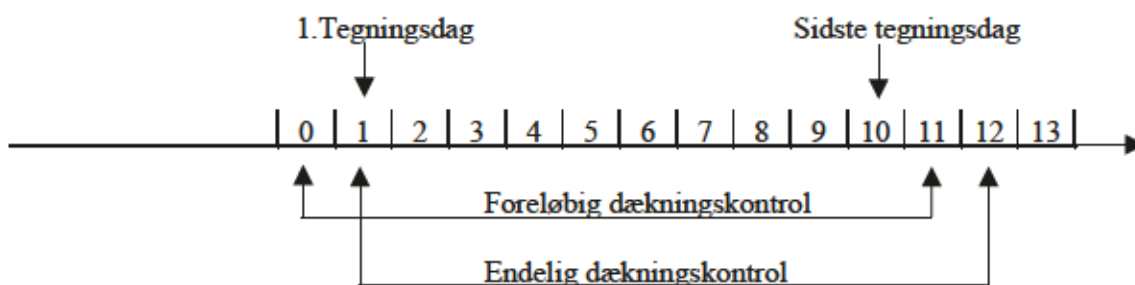 1.Tegningsdag Sidste tegningsdag
0 1 2 3 4 5 6 7 8 9 10 11 12 13
Foreløbig dækningskontrol
Endelig dækningskontrol